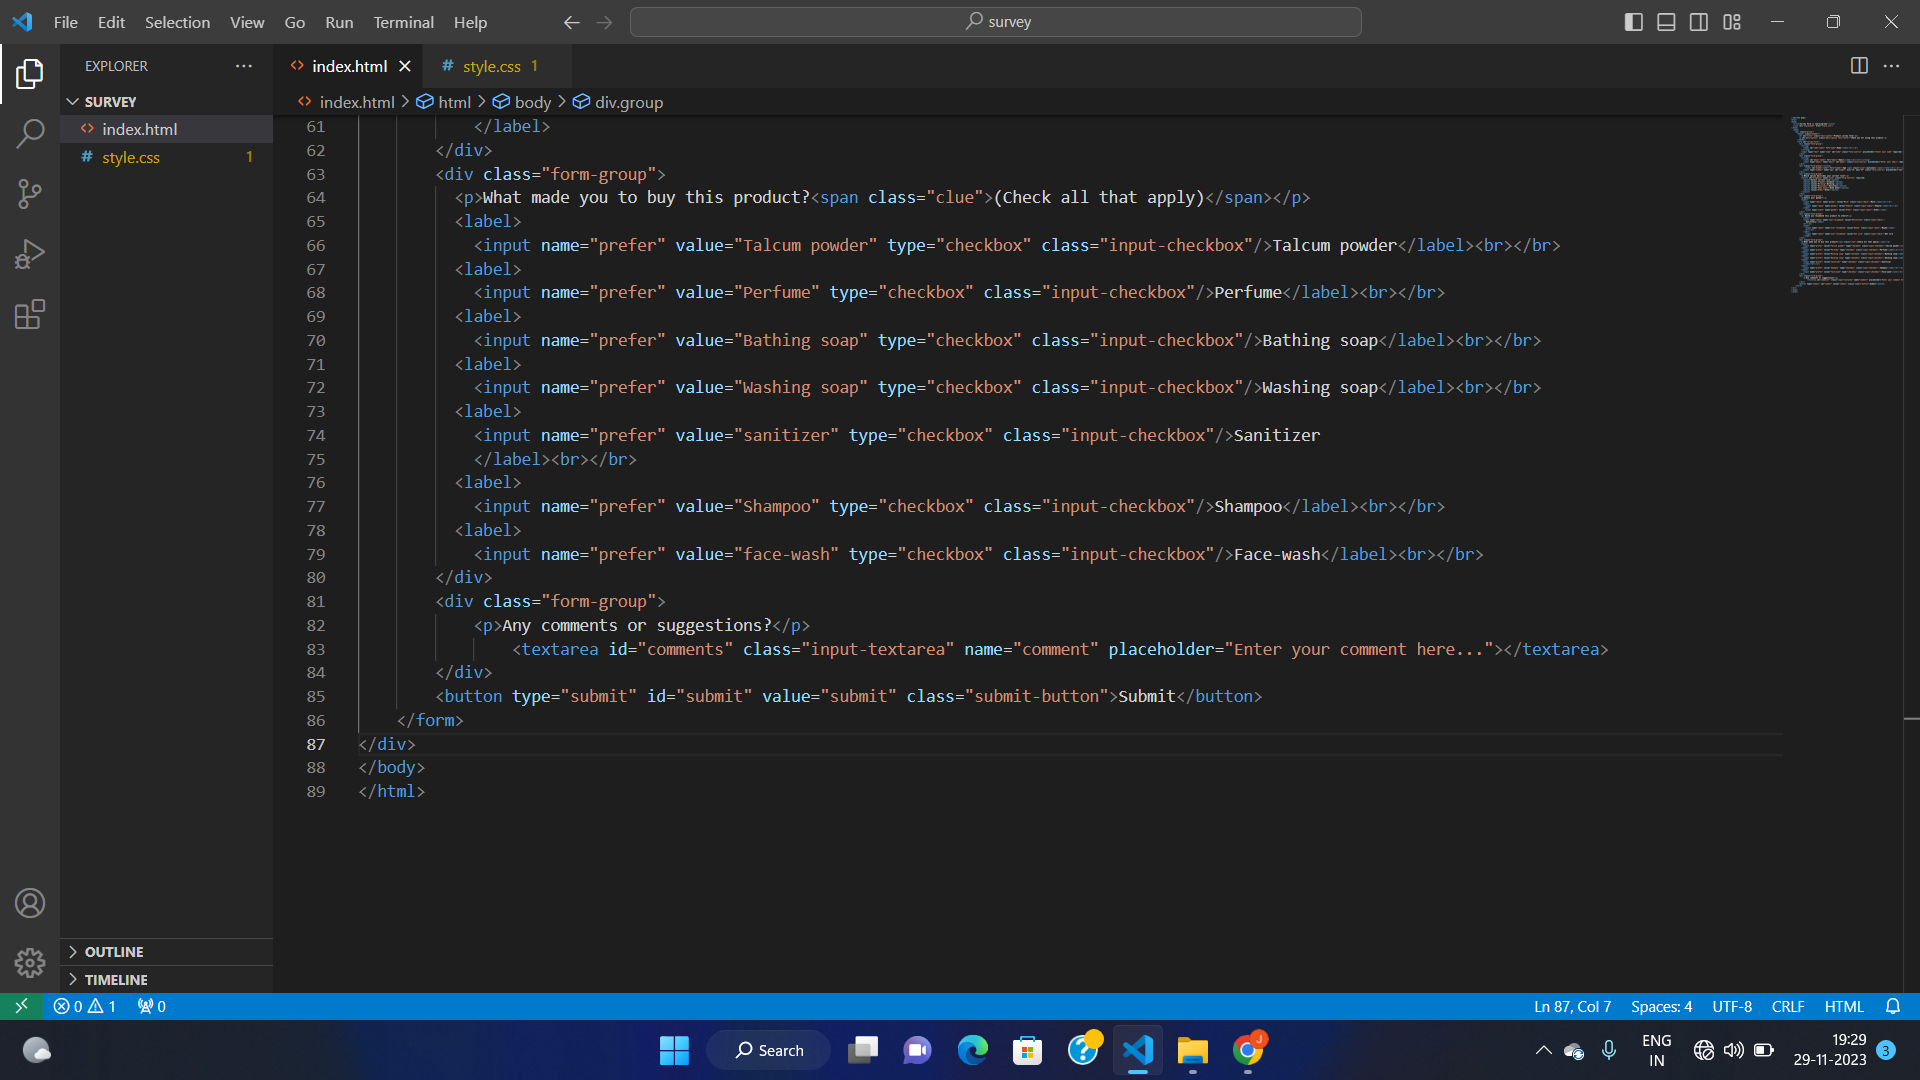 File Edit Selection View Go Run Terminal Help
survey
EXPLORER
SURVEY
index.html
style.css 1
OUTLINE
TIMELINE
index.html
style.css 1
index.html html body div.group
61 </label>
62 </div>
63 <div class="form-group">
64 <p>What made you to buy this product?<span class="clue">(Check all that apply)</span></p>
65 <label>
66 <input name="prefer" value="Talcum powder" type="checkbox" class="input-checkbox"/>Talcum powder</label><br></br>
67 <label>
68 <input name="prefer" value="Perfume" type="checkbox" class="input-checkbox"/>Perfume</label><br></br>
69 <label>
70 <input name="prefer" value="Bathing soap" type="checkbox" class="input-checkbox"/>Bathing soap</label><br></br>
71 <label>
72 <input name="prefer" value="Washing soap" type="checkbox" class="input-checkbox"/>Washing soap</label><br></br>
73 <label>
74 <input name="prefer" value="sanitizer" type="checkbox" class="input-checkbox"/>Sanitizer
75 </label><br></br>
76 <label>
77 <input name="prefer" value="Shampoo" type="checkbox" class="input-checkbox"/>Shampoo</label><br></br>
78 <label>
79 <input name="prefer" value="face-wash" type="checkbox" class="input-checkbox"/>Face-wash</label><br></br>
80 </div>
81 <div class="form-group">
82 <p>Any comments or suggestions?</p>
83 <textarea id="comments" class="input-textarea" name="comment" placeholder="Enter your comment here..."></textarea>
84 </div>
85 <button type="submit" id="submit" value="submit" class="submit-button">Submit</button>
86 </form>
87 </div>
88 </body>
89 </html>
0 1 0
Ln 87, Col 7 Spaces: 4 UTF-8 CRLF HTML
Search
J
ENG
IN
19:29
29-11-2023
3